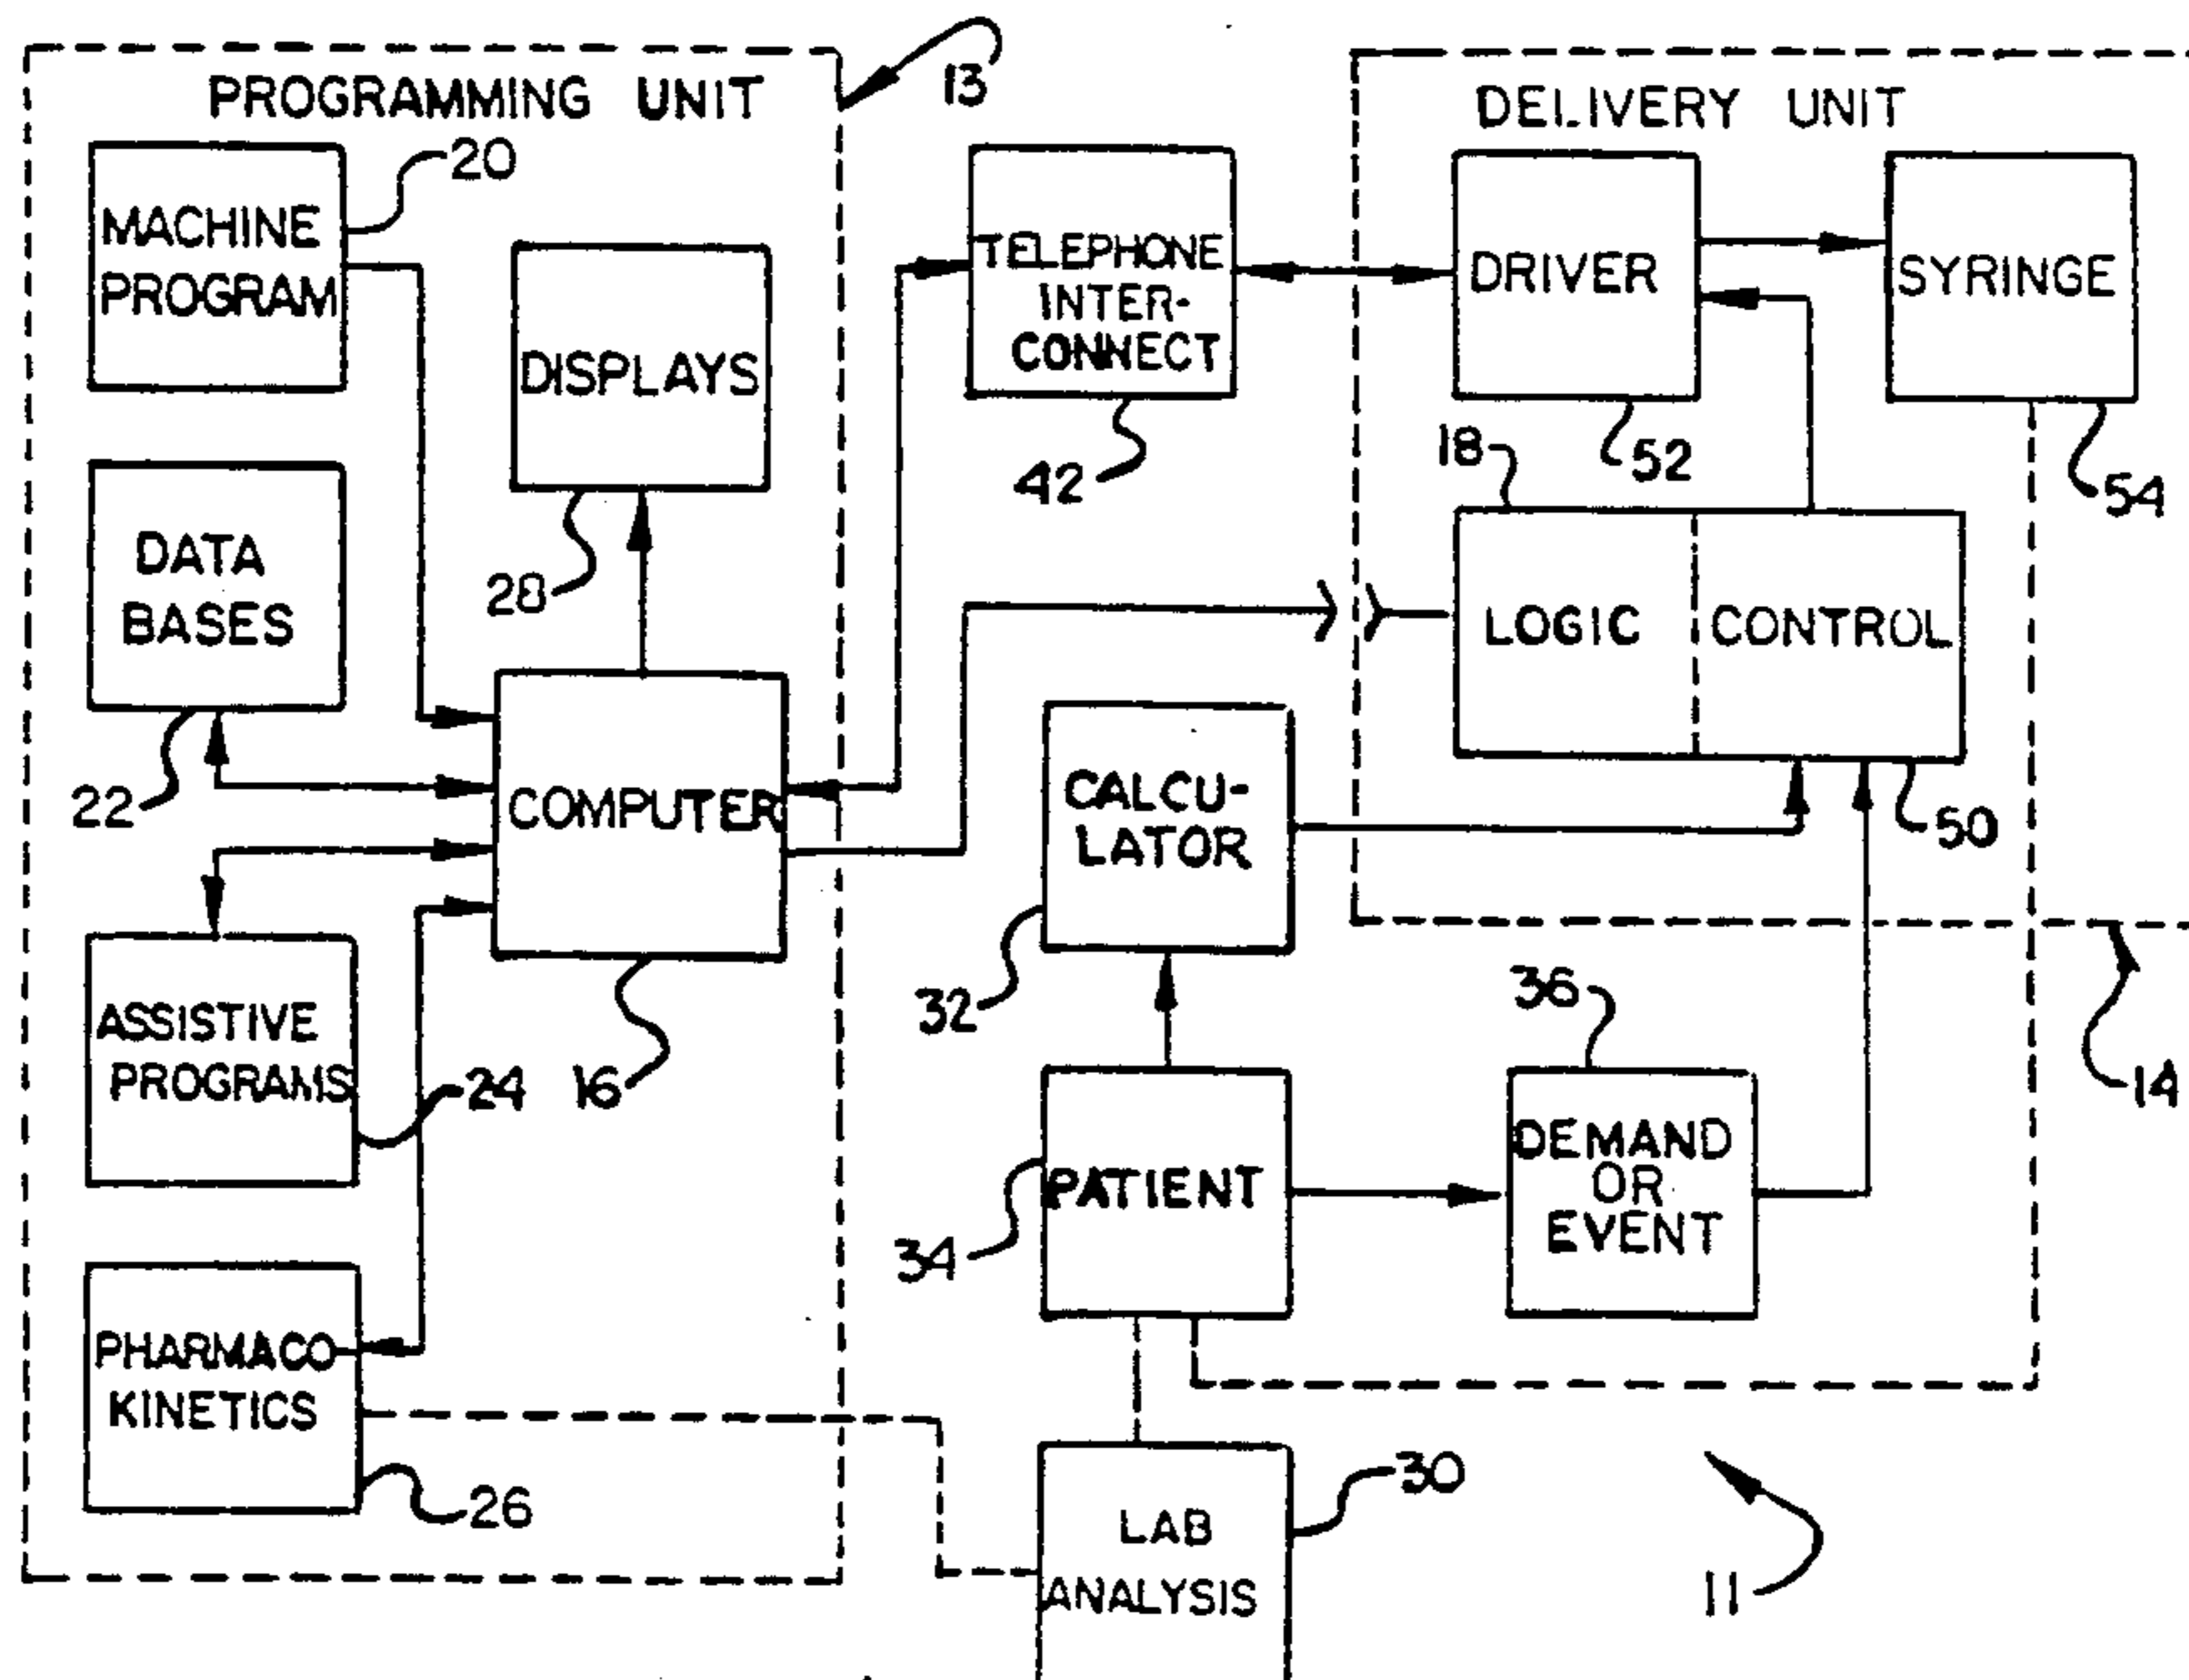 PROGRAMMING UNIT
13
DELIVERY UNIT
MACHINE
PROGRAM
20
DISPLAYS
28
TELEPHONE
INTER-
CONNECT
42
DRIVER
52
SYRINGE
54
DATA
BASES
22
18
LOGIC
CONTROL
50
COMPUTER
16
CALCU-
LATOR
32
ASSISTIVE
PROGRAMS
24
36
14
PATIENT
34
DEMAND
OR
EVENT
PHARMACO-
KINETICS
26
LAB
ANALYSIS
30
11